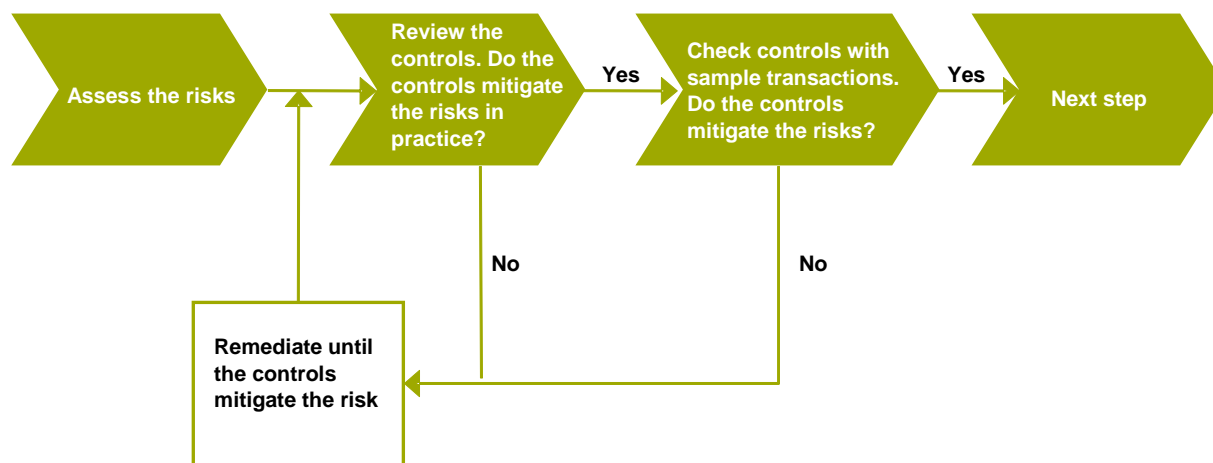 Assess the risks
Review the
controls. Do the
controls mitigate
the risks in
practice?
Yes
Check controls with
sample transactions.
Do the controls
mitigate the risks?
Yes
Next step
No
No
Remediate until
the controls
mitigate the risk